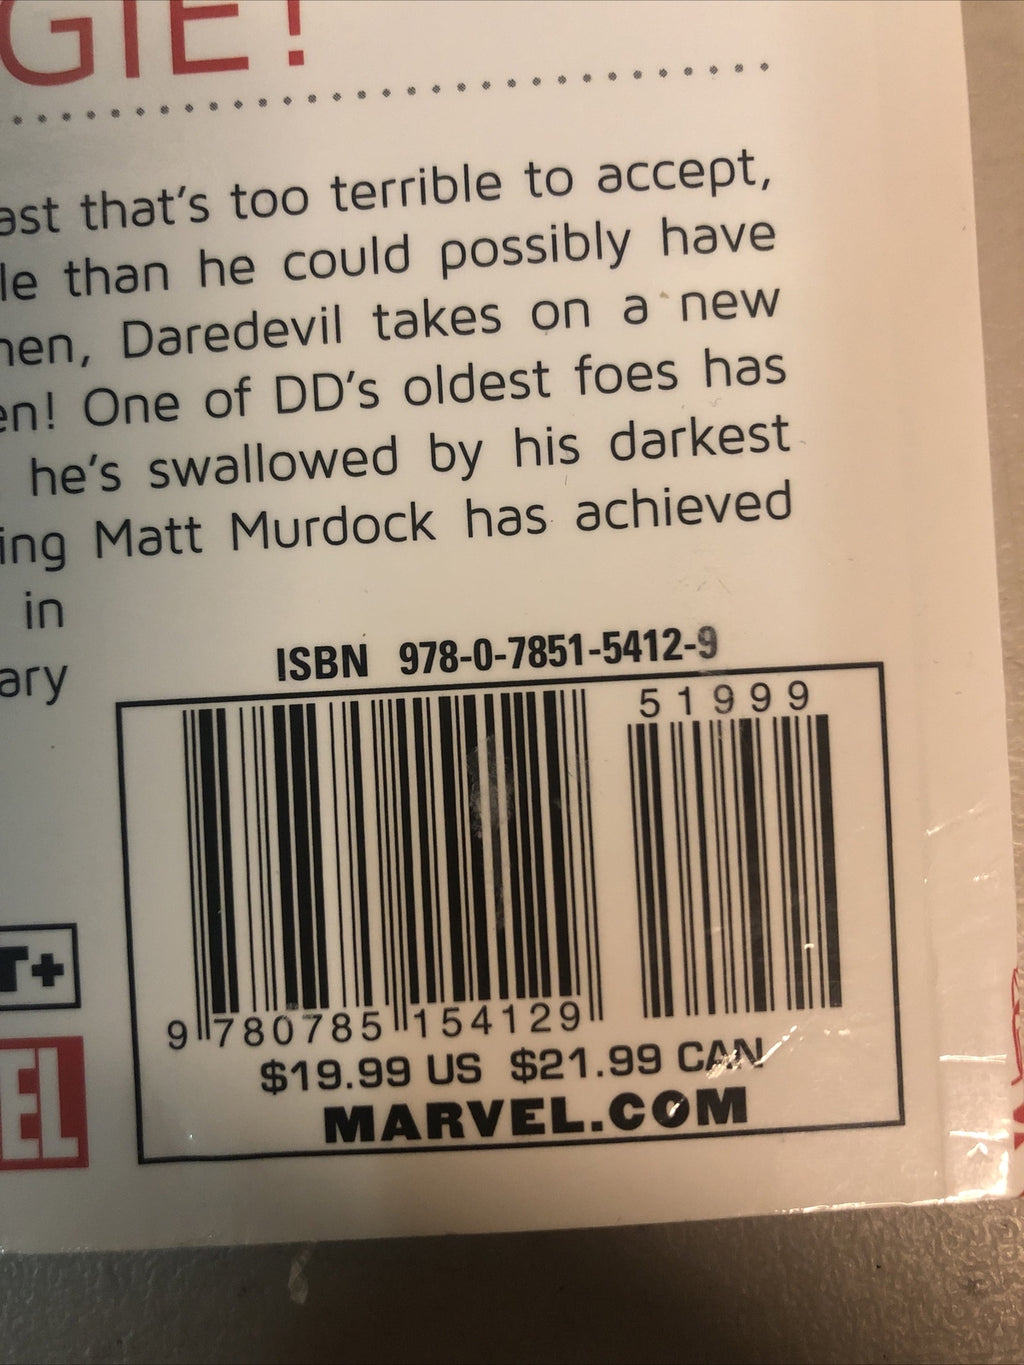 GIE!
ast that's too terrible to accept,
le than he could possibly have
en, Daredevil takes on a new
en! One of DD's oldest foes has
he's swallowed by his darkest
ing Matt Murdock has achieved
in
ary
ISBN 978-0-7851-5412-9
51999
9 780785 154129
$19.99 US $21.99 CAN
MARVEL.COM
T+
EL